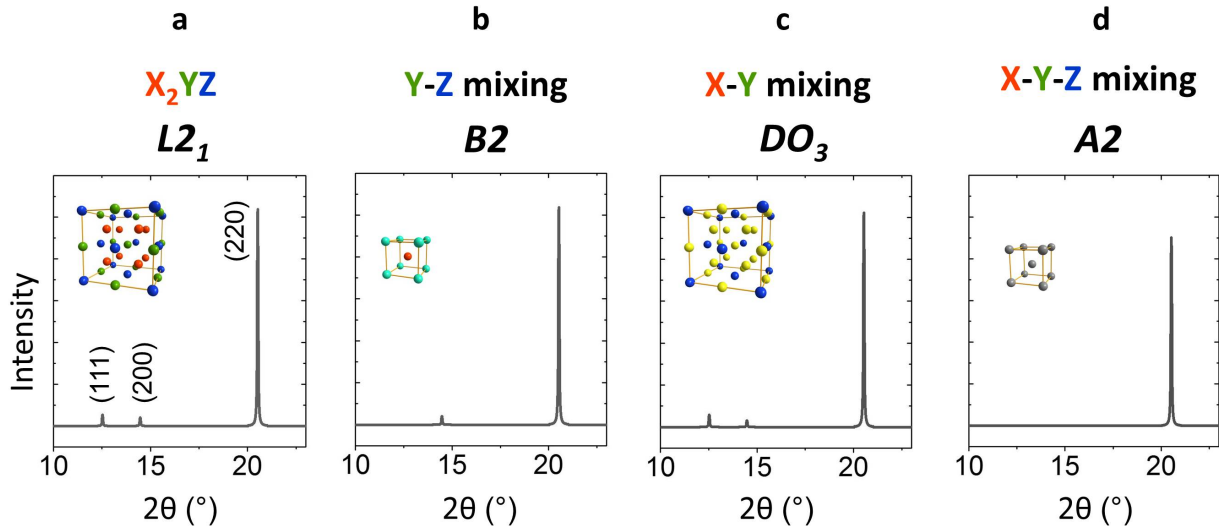 a
b
c
d
X₂YZ
Y-Z mixing
X-Y mixing
X-Y-Z mixing
L2₁
B2
DO₃
A2
Intensity
(111)
(200)
(220)
10
15
20
2θ (°)
10
15
20
2θ (°)
10
15
20
2θ (°)
10
15
20
2θ (°)